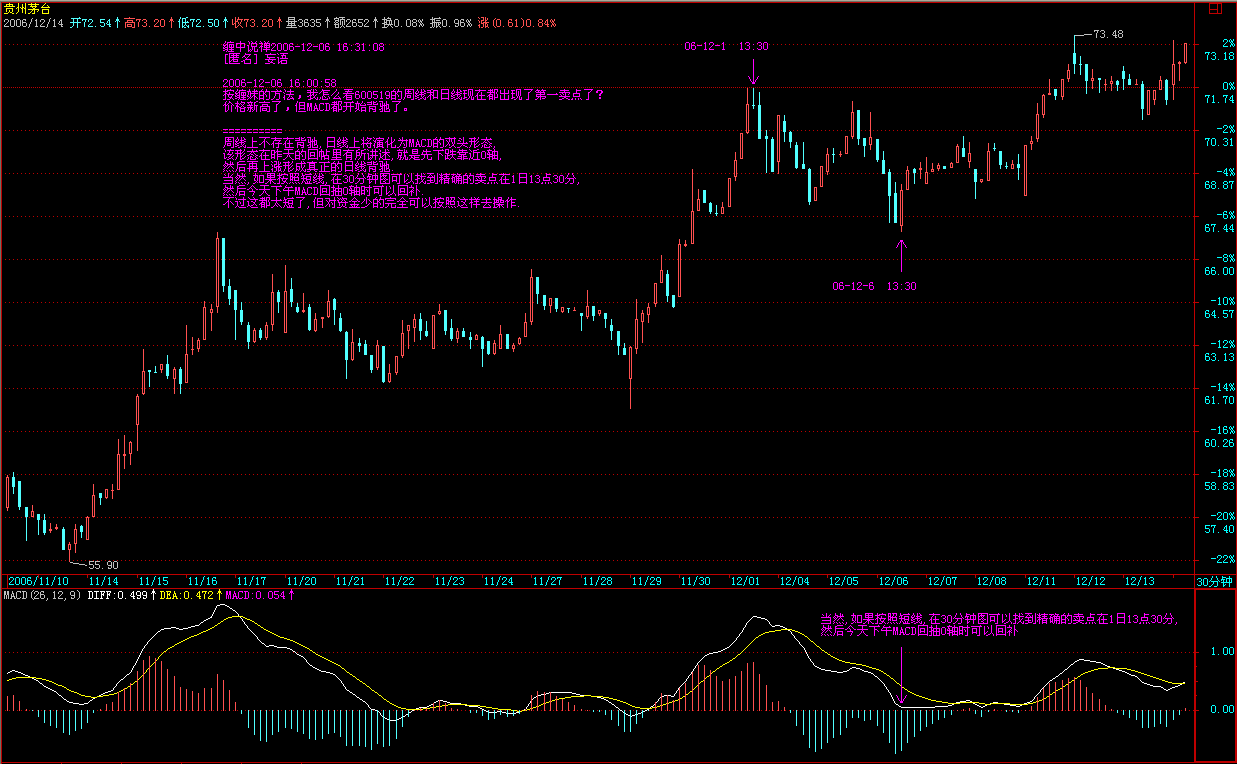 贵州茅台
2006/12/14 开72.54↑高73.20↑低72.50↑收73.20↑量3635↑额2652↑换0.08% 振0.96% 涨(0.61)0.84%
缠中说禅2006-12-06 16:31:08
[匿名] 妄语
2006-12-06 16:00:58
按缠妹的方法，我怎么看600519的周线和日线现在都出现了第一卖点了？
价格新高了，但MACD都开始背驰了。
==========
周线上不存在背驰,日线上将演化为MACD的双头形态,
该形态在昨天的回帖里有所讲述,就是先下跌靠近0轴,
然后再上涨形成真正的日线背驰.
当然,如果按照短线,在30分钟图可以找到精确的卖点在1日13点30分,
然后今天下午MACD回抽0轴时可以回补.
不过这都太短了,但对资金少的完全可以按照这样去操作.
06-12-1 13:30
73.48
06-12-6 13:30
55.90
2%
73.18
0%
71.74
-2%
70.31
-4%
68.87
-6%
67.44
-8%
66.00
-10%
64.57
-12%
63.13
-14%
61.70
-16%
60.26
-18%
58.83
-20%
57.40
-22%
2006/11/10 11/14 11/15 11/16 11/17 11/20 11/21 11/22 11/23 11/24 11/27 11/28 11/29 11/30 12/01 12/04 12/05 12/06 12/07 12/08 12/11 12/12 12/13 30分钟
MACD(26,12,9) DIFF:0.499↑DEA:0.472↑MACD:0.054↑
当然,如果按照短线,在30分钟图可以找到精确的卖点在1日13点30分,
然后今天下午MACD回抽0轴时可以回补
1.00
0.00